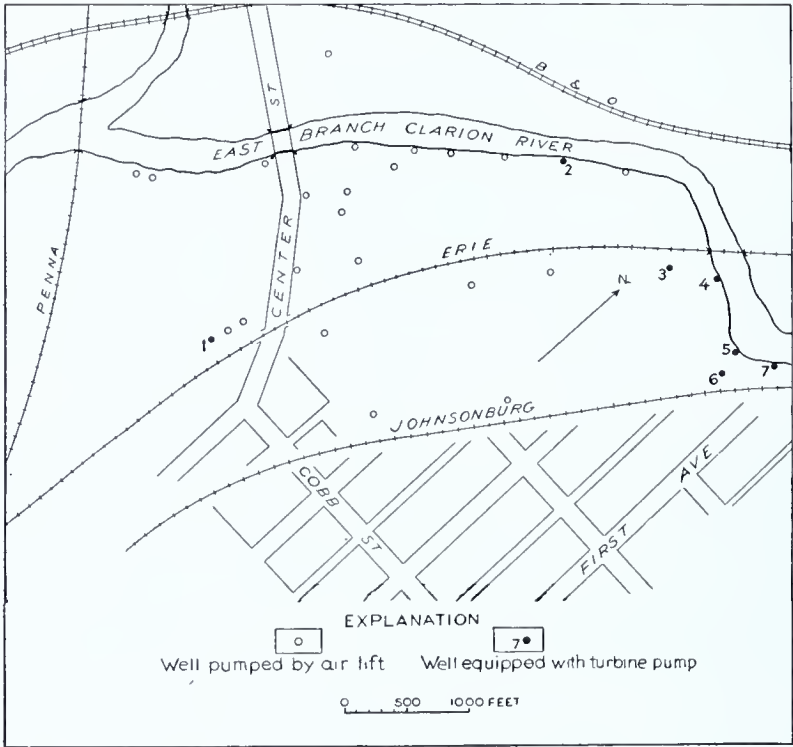 B & O
ST
EAST BRANCH CLARION RIVER
2
PENNA
CENTER
ERIE
N.
3
4
1
5
6
7
JOHNSONBURG
COBB ST
FIRST AVE
EXPLANATION
7
Well pumped by air lift
Well equipped with turbine pump
0 500 1000 FEET